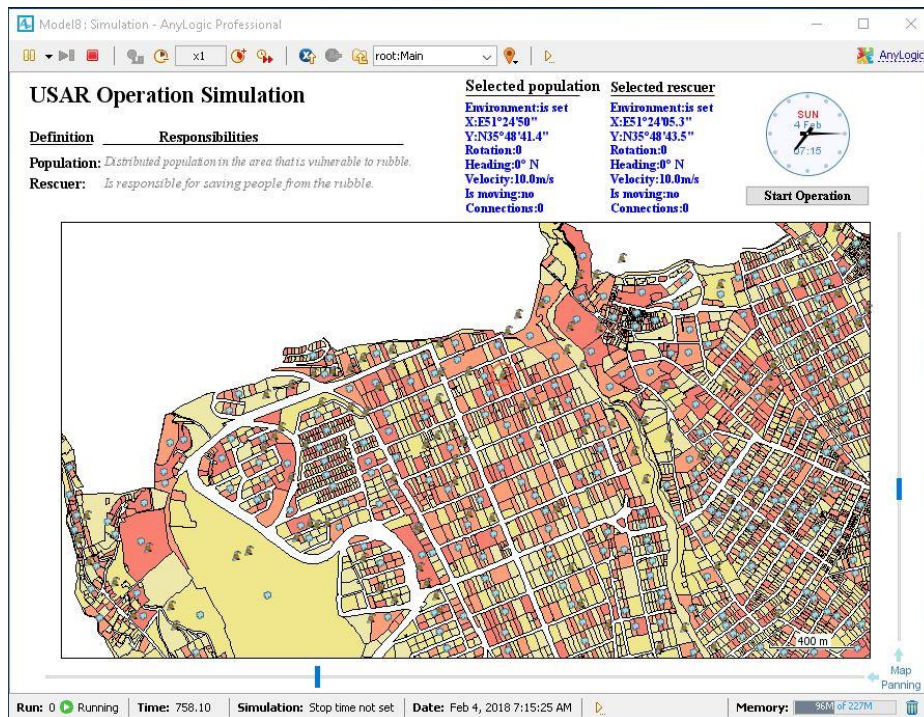 Model8 : Simulation - AnyLogic Professional
x1
root:Main
AnyLogic
USAR Operation Simulation
Definition Responsibilities
Population: Distributed population in the area that is vulnerable to rubble.
Rescuer: Is responsible for saving people from the rubble.
Selected population
Environment:is set
X:E51°24'50"
Y:N35°48'41.4"
Rotation:0
Heading:0° N
Velocity:10.0m/s
Is moving:no
Connections:0
Selected rescuer
Environment:is set
X:E51°24'05.3"
Y:N35°48'43.5"
Rotation:0
Heading:0° N
Velocity:10.0m/s
Is moving:no
Connections:0
SUN
4 Feb
07:15
Start Operation
400 m
Map
Panning
Run: 0 Running Time: 758.10 Simulation: Stop time not set Date: Feb 4, 2018 7:15:25 AM Memory: 96M of 227M